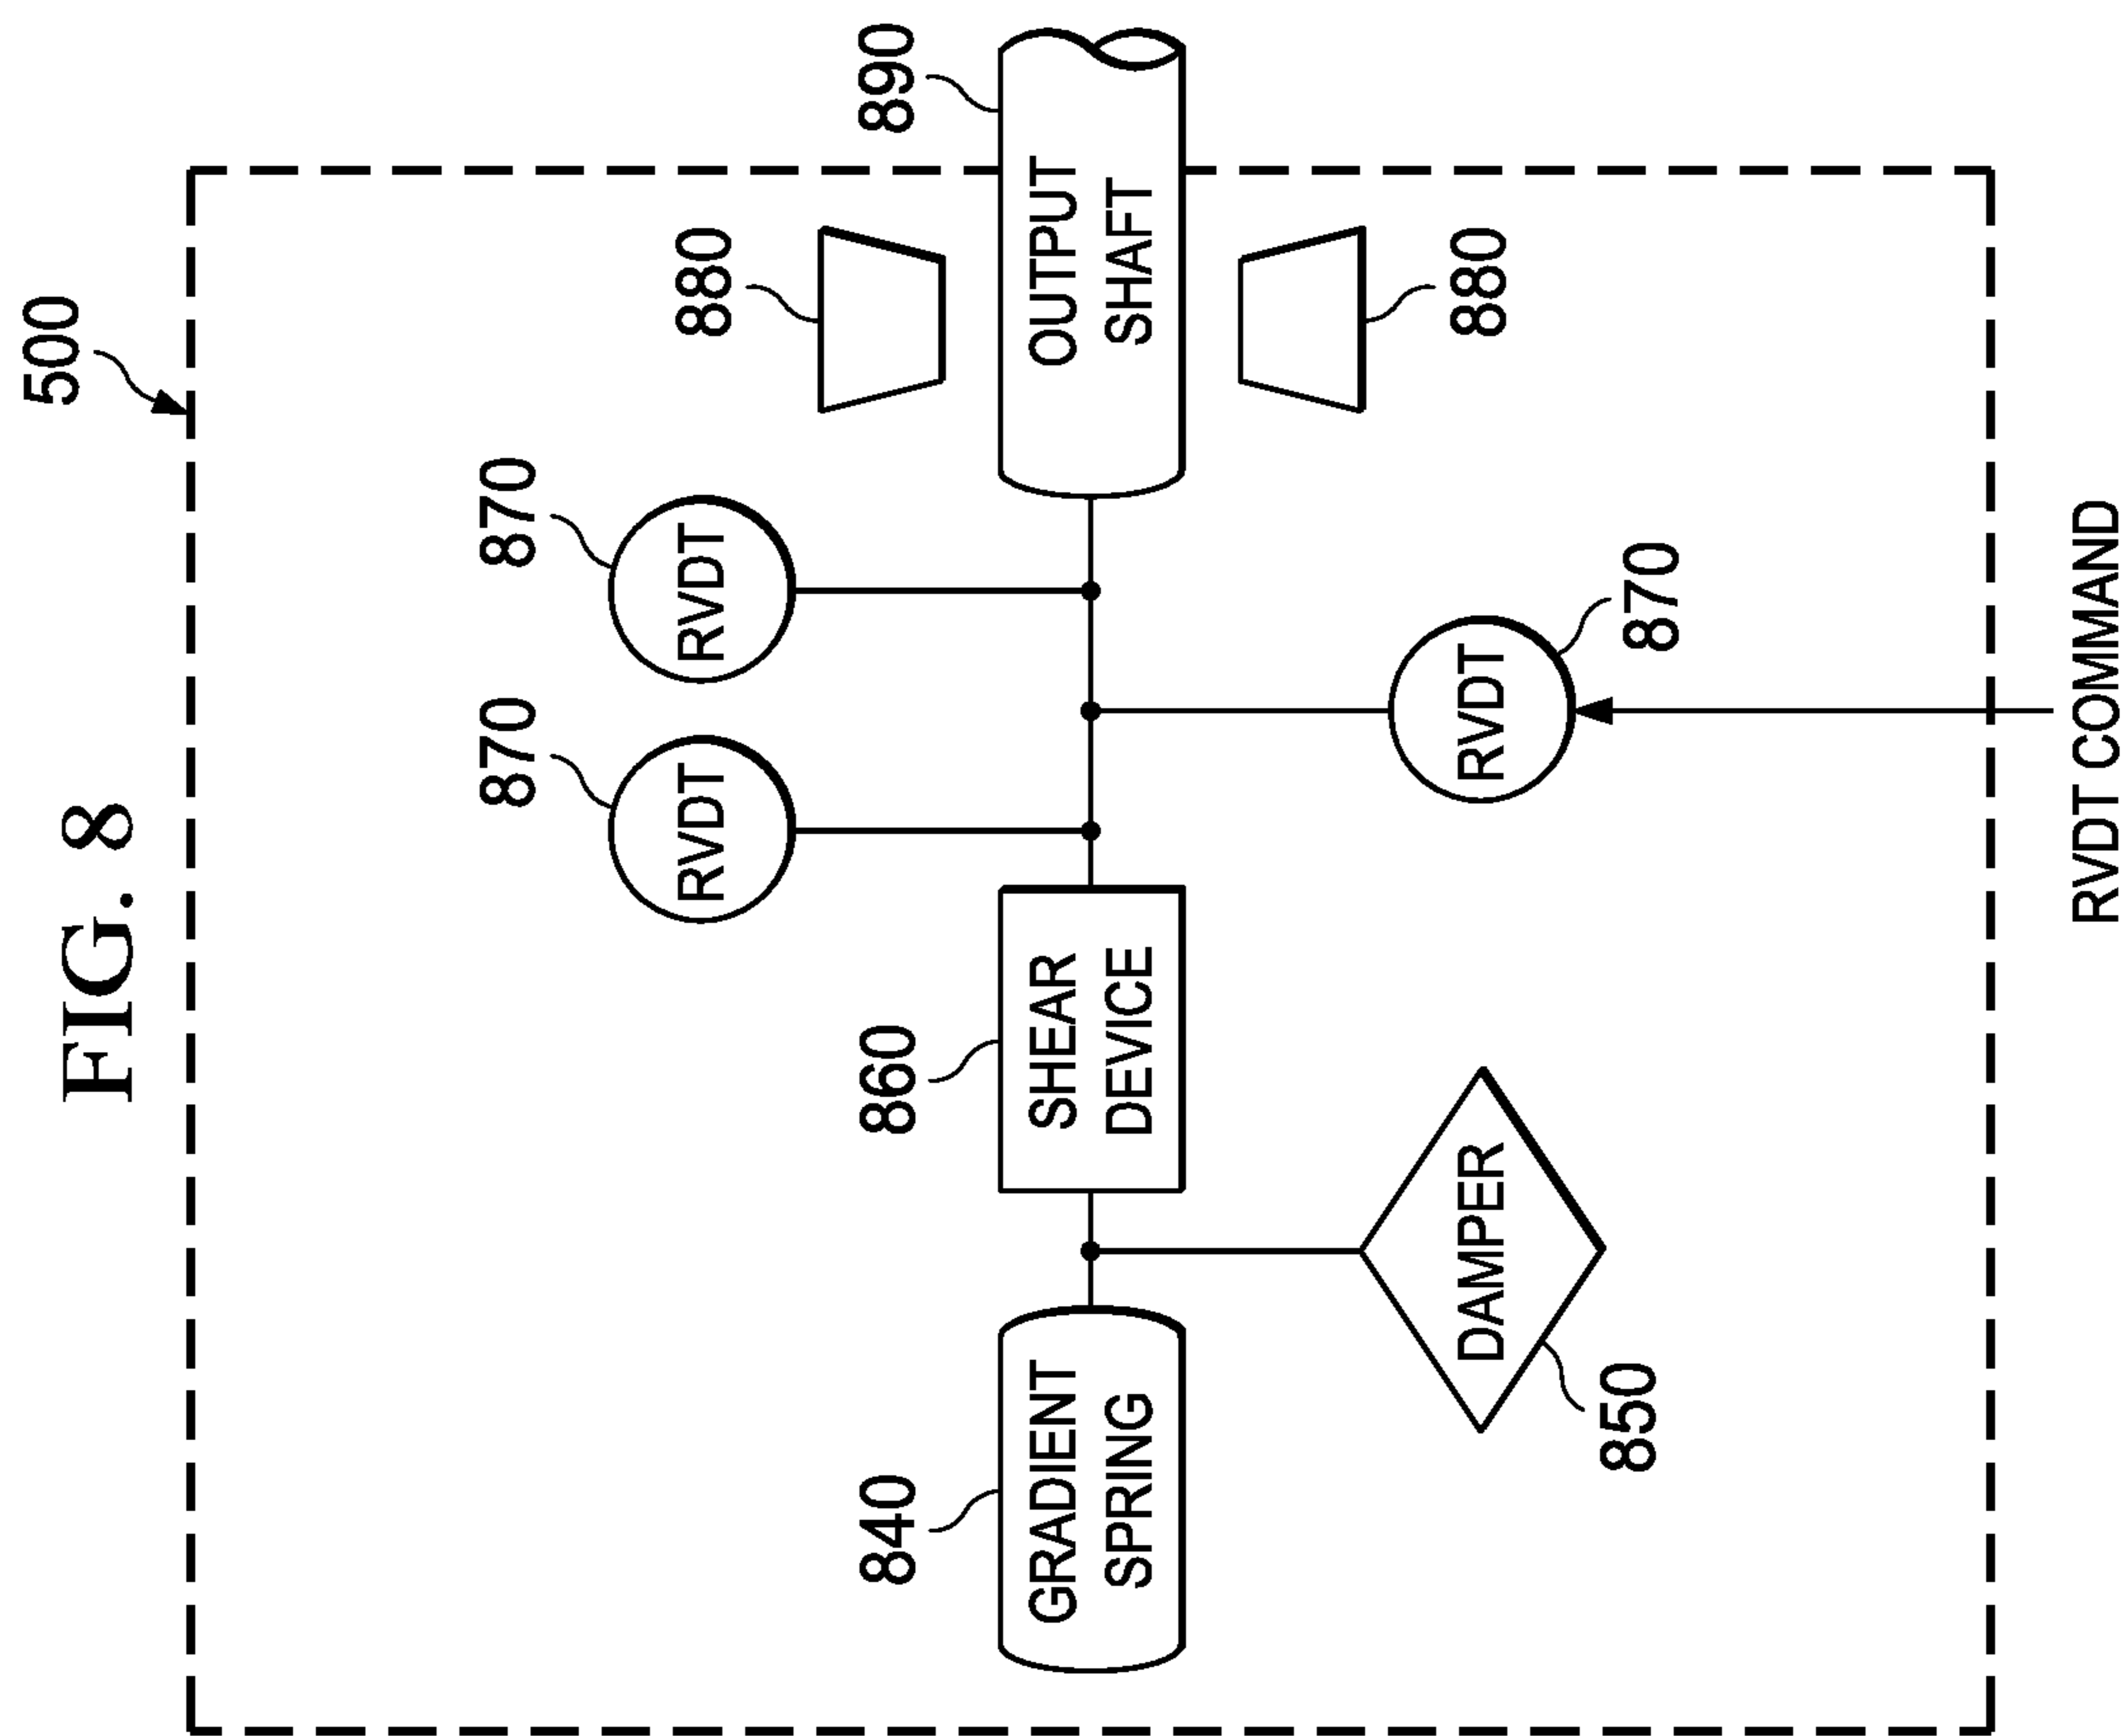 FIG. 8
500
840
GRADIENT
SPRING
850
DAMPER
860
SHEAR
DEVICE
870
RVDT
870
RVDT
870
RVDT
RVDT COMMAND
880
880
890
OUTPUT
SHAFT